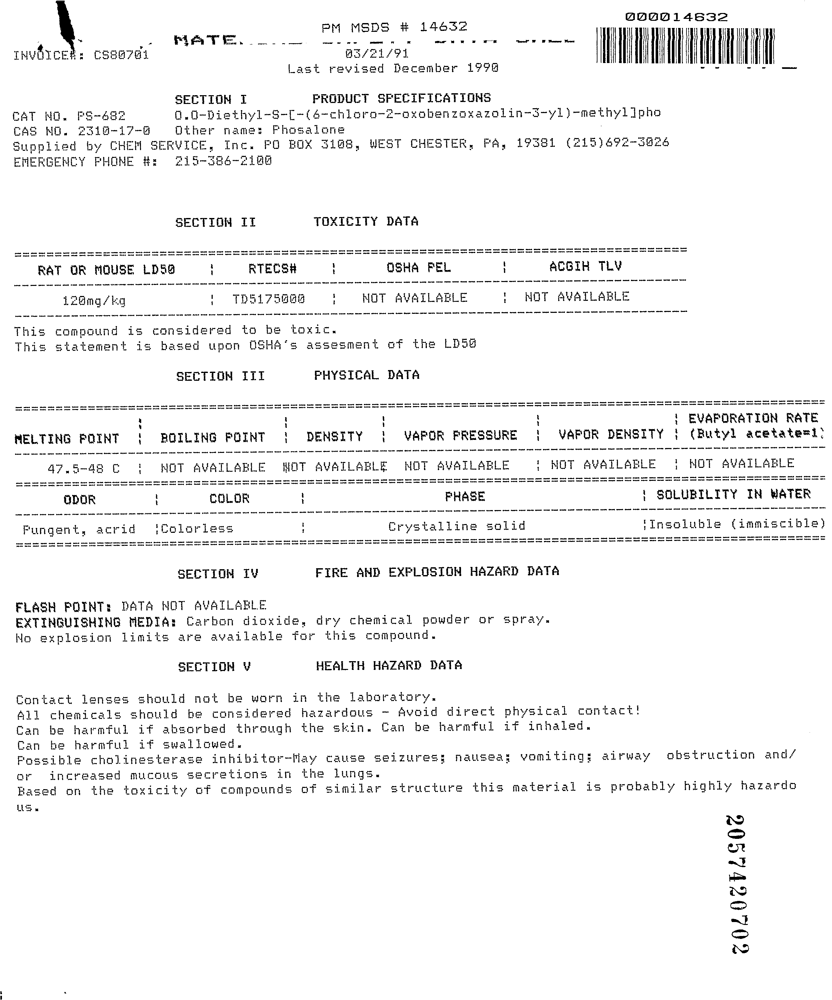 PM MSDS # 14632
000014632
MATE
INVOICE#: CS80701
03/21/91
Last revised December 1990
SECTION I PRODUCT SPECIFICATIONS
CAT NO. PS-682 O.O-Diethyl-S-[-(6-chloro-2-oxobenzoxazolin-3-yl)-methyl]pho
CAS NO. 2310-17-0 Other name: Phosalone
Supplied by CHEM SERVICE, Inc. PO BOX 3108, WEST CHESTER, PA, 19381 (215)692-3026
EMERGENCY PHONE #: 215-386-2100
SECTION II TOXICITY DATA
RAT OR MOUSE LD50 | RTECS# | OSHA PEL | ACGIH TLV
120mg/kg | TD5175000 | NOT AVAILABLE | NOT AVAILABLE
This compound is considered to be toxic.
This statement is based upon OSHA's assesment of the LD50
SECTION III PHYSICAL DATA
| EVAPORATION RATE
MELTING POINT | BOILING POINT | DENSITY | VAPOR PRESSURE | VAPOR DENSITY | (Butyl acetate=1)
47.5-48 C | NOT AVAILABLE NOT AVAILABLE NOT AVAILABLE | NOT AVAILABLE | NOT AVAILABLE
ODOR | COLOR | PHASE | SOLUBILITY IN WATER
Pungent, acrid |Colorless | Crystalline solid |Insoluble (immiscible)
SECTION IV FIRE AND EXPLOSION HAZARD DATA
FLASH POINT: DATA NOT AVAILABLE
EXTINGUISHING MEDIA: Carbon dioxide, dry chemical powder or spray.
No explosion limits are available for this compound.
SECTION V HEALTH HAZARD DATA
Contact lenses should not be worn in the laboratory.
All chemicals should be considered hazardous - Avoid direct physical contact!
Can be harmful if absorbed through the skin. Can be harmful if inhaled.
Can be harmful if swallowed.
Possible cholinesterase inhibitor-May cause seizures; nausea; vomiting; airway obstruction and/
or increased mucous secretions in the lungs.
Based on the toxicity of compounds of similar structure this material is probably highly hazardo
us.
2057420702